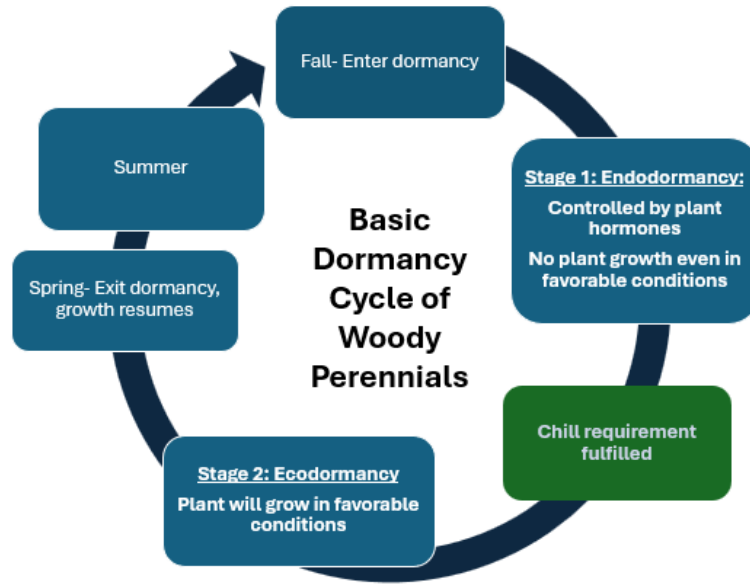 Fall- Enter dormancy
Stage 1: Endodormancy:
Controlled by plant
hormones
No plant growth even in
favorable conditions
Chill requirement
fulfilled
Stage 2: Ecodormancy
Plant will grow in favorable
conditions
Spring- Exit dormancy,
growth resumes
Summer
Basic
Dormancy
Cycle of
Woody
Perennials